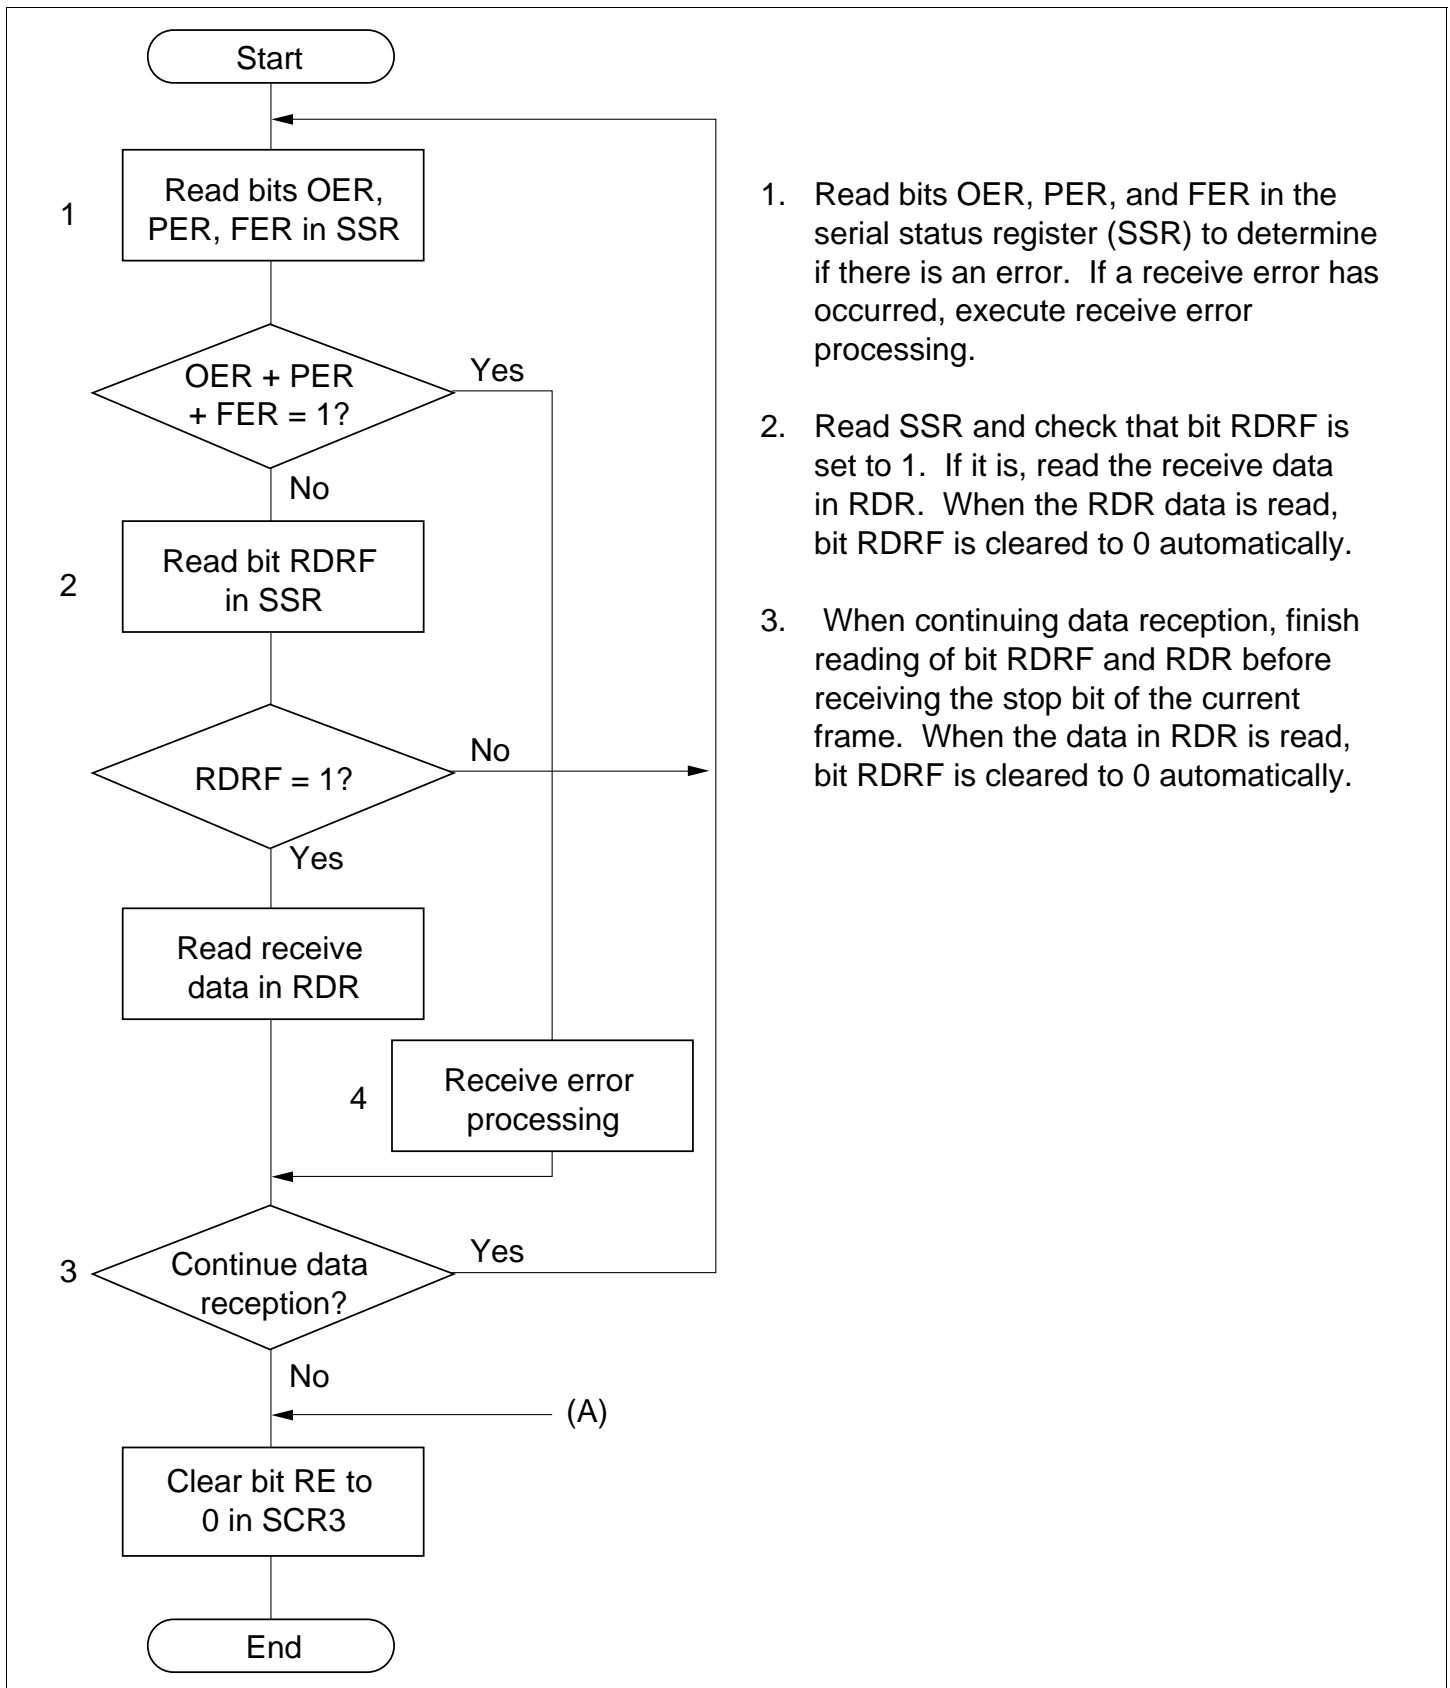 Start
1
Read bits OER,
PER, FER in SSR
OER + PER
+ FER = 1?
Yes
No
2
Read bit RDRF
in SSR
RDRF = 1?
No
Yes
Read receive
data in RDR
4
Receive error
processing
3
Continue data
reception?
Yes
No
(A)
Clear bit RE to
0 in SCR3
End
1. Read bits OER, PER, and FER in the
serial status register (SSR) to determine
if there is an error. If a receive error has
occurred, execute receive error
processing.
2. Read SSR and check that bit RDRF is
set to 1. If it is, read the receive data
in RDR. When the RDR data is read,
bit RDRF is cleared to 0 automatically.
3. When continuing data reception, finish
reading of bit RDRF and RDR before
receiving the stop bit of the current
frame. When the data in RDR is read,
bit RDRF is cleared to 0 automatically.